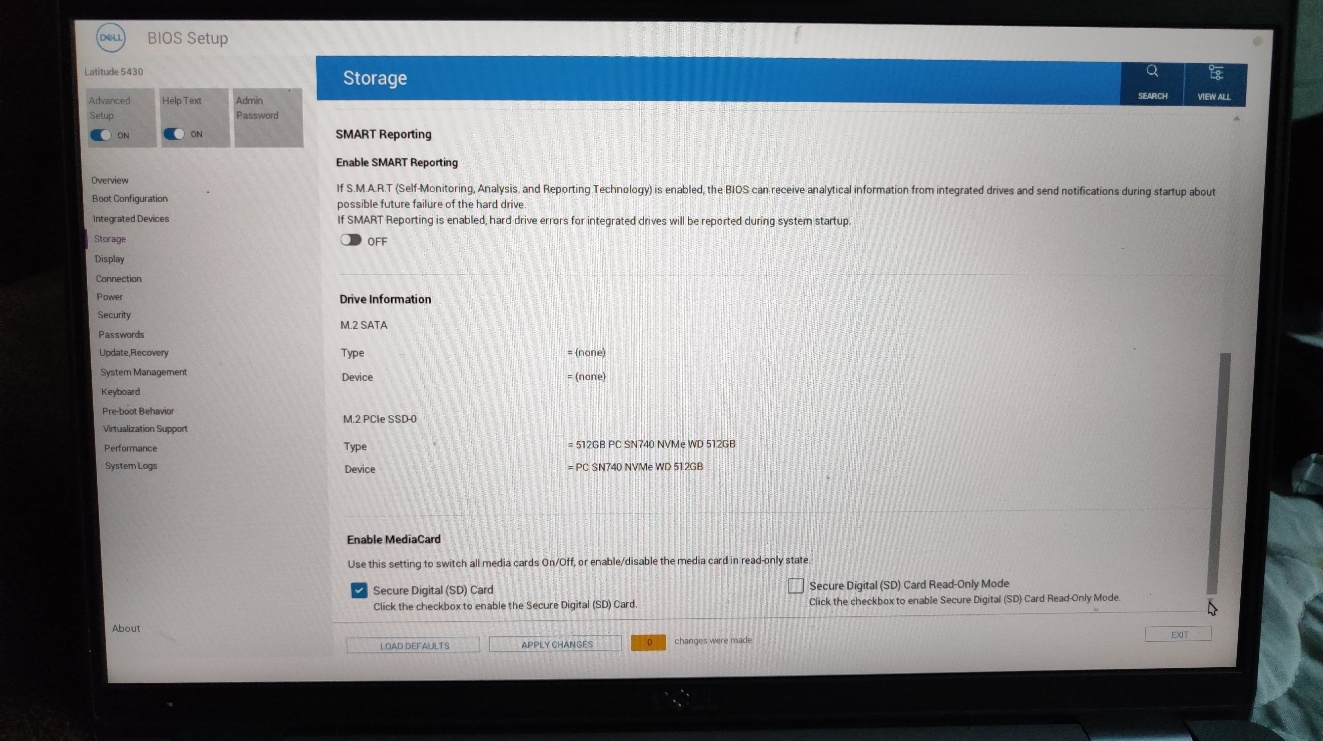 DELL
BIOS Setup
Latitude 5430
Advanced
Setup
ON
Help Text
ON
Admin
Password
Overview
Boot Configuration
Integrated Devices
Storage
Display
Connection
Power
Security
Passwords
Update,Recovery
System Management
Keyboard
Pre-boot Behavior
Virtualization Support
Performance
System Logs
About
Storage
SEARCH
VIEW ALL
SMART Reporting
Enable SMART Reporting
If S.M.A.R.T (Self-Monitoring, Analysis, and Reporting Technology) is enabled, the BIOS can receive analytical information from integrated drives and send notifications during startup about
possible future failure of the hard drive.
If SMART Reporting is enabled, hard drive errors for integrated drives will be reported during system startup.
OFF
Drive Information
M.2 SATA
Type = (none)
Device = (none)
M.2 PCIe SSD-0
Type = 512GB PC SN740 NVMe WD 512GB
Device = PC SN740 NVMe WD 512GB
Enable MediaCard
Use this setting to switch all media cards On/Off, or enable/disable the media card in read-only state.
Secure Digital (SD) Card
Click the checkbox to enable the Secure Digital (SD) Card.
Secure Digital (SD) Card Read-Only Mode
Click the checkbox to enable Secure Digital (SD) Card Read-Only Mode.
LOAD DEFAULTS
APPLY CHANGES
0
changes were made
EXIT